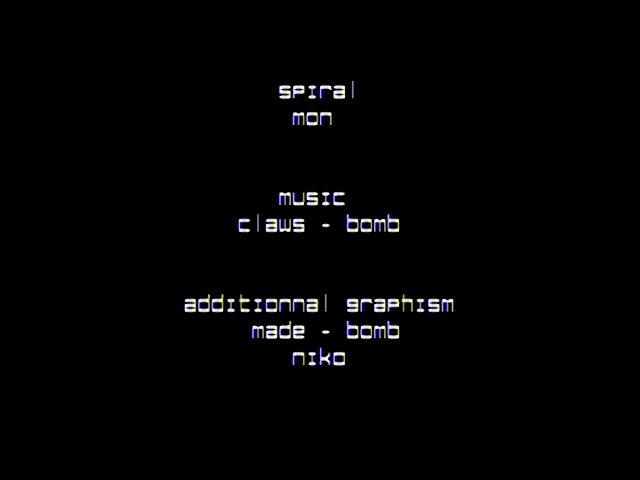 spiral
mon
music
claws - bomb
additionnal graphism
made - bomb
niko